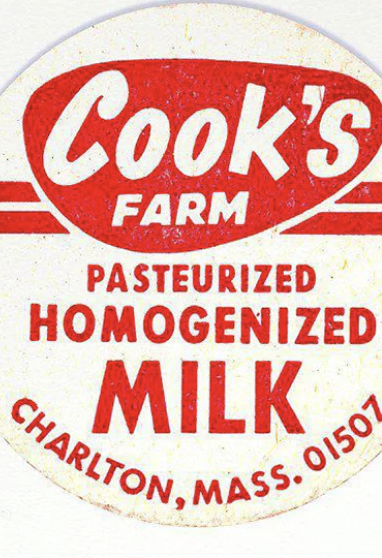 Cook's
FARM
PASTEURIZED
HOMOGENIZED
MILK
CHARLTON, MASS. 01507